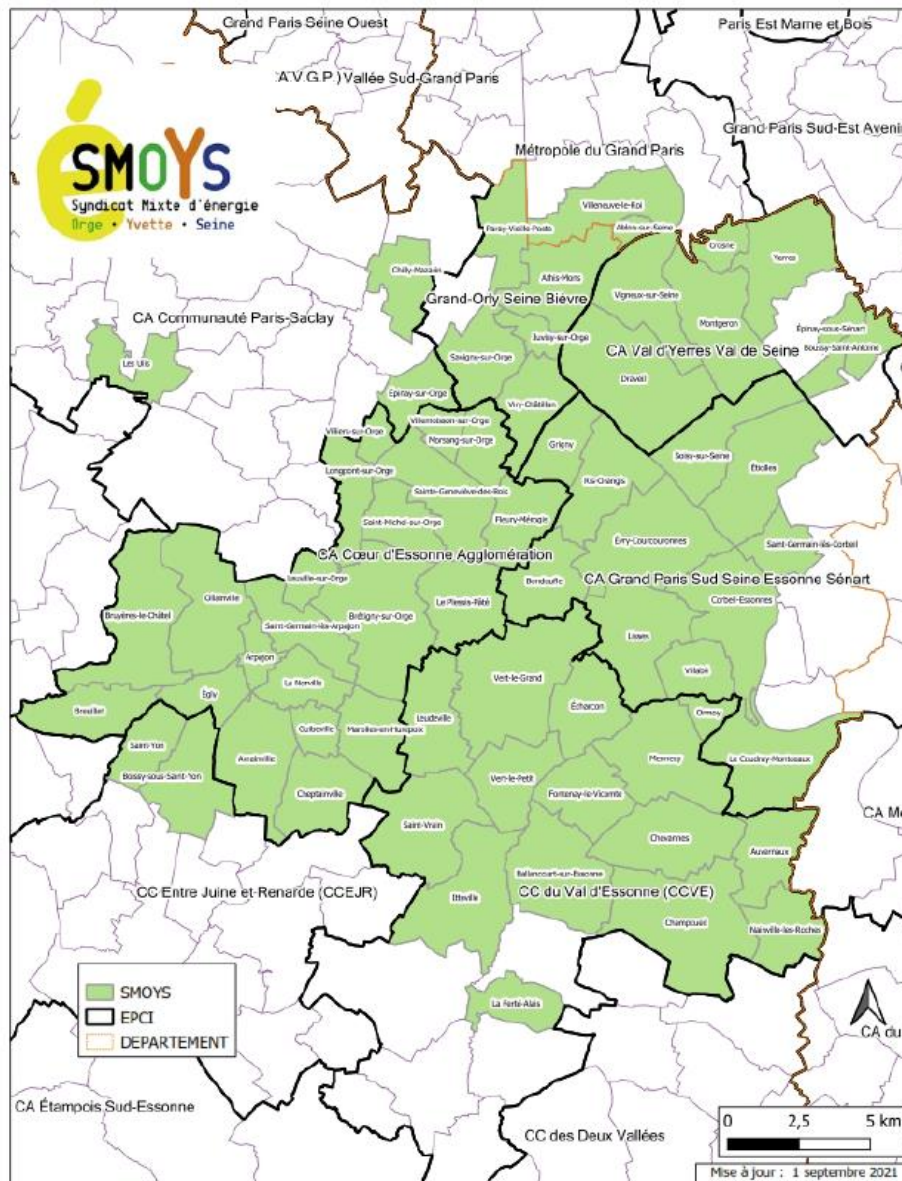 Grand Paris Seine Ouest
Paris Est Marne et Bois
(A.V.G.P.) Vallée Sud-Grand Paris
Grand Paris Sud-Est Avenir
Métropole du Grand Paris
é
SMOYS
Syndicat Mixte d'énergie
Orge • Yvette • Seine
Villeneuve-le-Roi
Paray-Vieille-Poste
Ablon-sur-Seine
Crosne
Yerres
Chilly-Mazarin
Athis-Mons
Grand-Orly Seine Bièvre
Vigneux-sur-Seine
CA Communauté Paris-Saclay
Montgeron
Épinay-sous-Sénart
Juvisy-sur-Orge
Boussy-Saint-Antoine
CA Val d'Yerres Val de Seine
Savigny-sur-Orge
Les Ulis
Draveil
Epinay-sur-Orge
Viry-Châtillon
Villemoisson-sur-Orge
Villiers-sur-Orge
Morsang-sur-Orge
Grigny
Soisy-sur-Seine
Étiolles
Longpont-sur-Orge
Ris-Orangis
Sainte-Geneviève-des-Bois
Saint-Michel-sur-Orge
Fleury-Mérogis
Évry-Courcouronnes
Saint-Germain-lès-Corbeil
CA Cœur d'Essonne Agglomération
Leuville-sur-Orge
Bondoufle
CA Grand Paris Sud Seine Essonne Sénart
Ollainville
Le Plessis-Pâté
Corbeil-Essonnes
Bruyères-le-Châtel
Brétigny-sur-Orge
Saint-Germain-lès-Arpajon
Lisses
Arpajon
Villabé
La Norville
Vert-le-Grand
Égly
Écharcon
Breuillet
Ormoy
Leudeville
Guibeville
Marolles-en-Hurepoix
Saint-Yon
Avrainville
Mennecy
Le Coudray-Montceaux
Boissy-sous-Saint-Yon
Vert-le-Petit
Cheptainville
Fontenay-le-Vicomte
Saint-Vrain
Chevannes
Auvernaux
Ballancourt-sur-Essonne
CA Me
CC Entre Juine et Renarde (CCEJR)
Itteville
CC du Val d'Essonne (CCVE)
Champcueil
Nainville-les-Roches
SMOYS
EPCI
DEPARTEMENT
La Ferté-Alais
CA du
CA Étampois Sud-Essonne
CC des Deux Vallées
0 2,5 5 km
Mise à jour : 1 septembre 2021